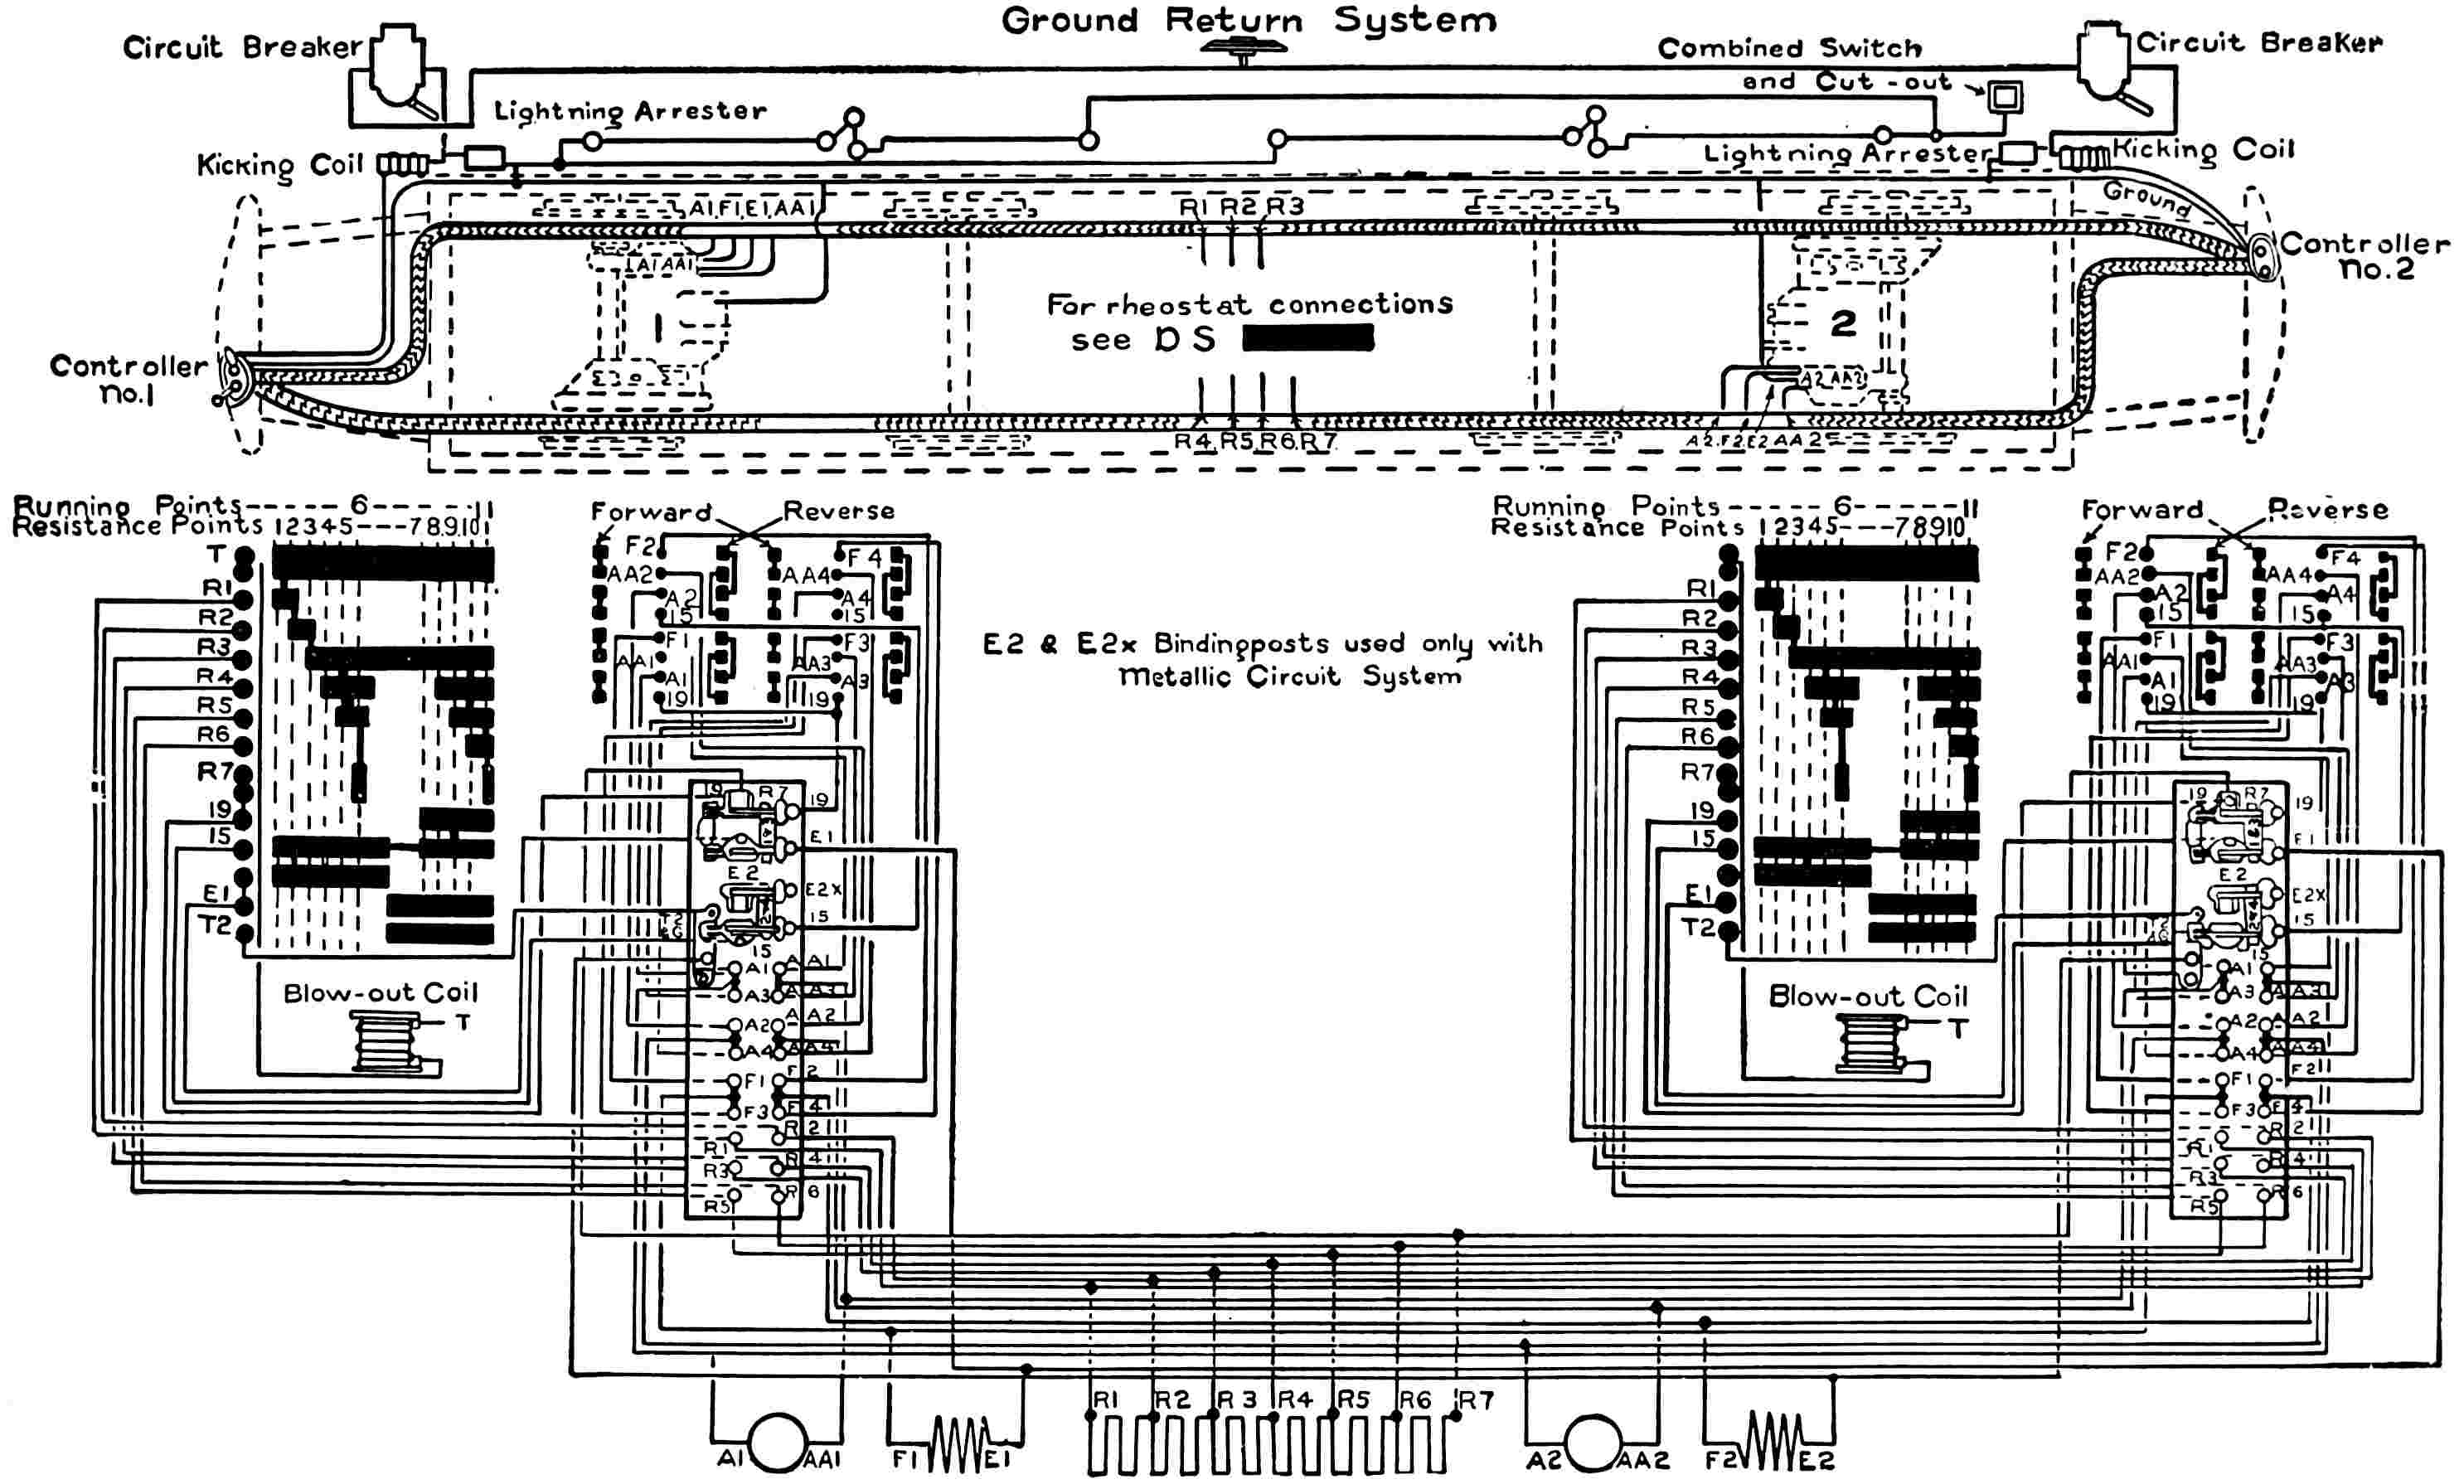 Ground Return System
Circuit Breaker
Combined Switch and Cut-out
Circuit Breaker
Lightning Arrester
Kicking Coil
Lightning Arrester
Kicking Coil
Ground
A1,F1,E1,AA1
R1 R2 R3
A1 AA1
Controller No.2
For rheostat connections
see DS
1
2
Controller No.1
A2 AA2
R4,R5,R6,R7
A2,F2,E2 AA2
Running Points-----6------11
Resistance Points 12345---78910
Forward Reverse
T
R1
R2
R3
R4
R5
R6
R7
19
15
E1
T2
F2
AA2
A2
15
F1
AA1
A1
19
F4
AA4
A4
15
F3
AA3
A3
19
E2 & E2x Bindingposts used only with
Metallic Circuit System
Running Points-----6------11
Resistance Points 12345---78910
Forward Reverse
R1
R2
R3
R4
R5
R6
R7
19
15
E1
T2
F2
AA2
A2
15
F1
AA1
A1
19
F4
AA4
A4
15
F3
AA3
A3
19
19 R7 19
E1
E2
E2x
15
15
A1 AA1
A3 AA3
A2 AA2
A4 AA4
F1 F2
F3 F4
R1 R2
R3 R4
R5 R6
19 R7 19
E1
E2
E2x
15
15
A1
A3 AA3
A2 AA2
A4 AA4
F1 F2
F3 F4
R1 R2
R3 R4
R5 R6
Blow-out Coil
T
Blow-out Coil
T
R1 R2 R3 R4 R5 R6 R7
A1 AA1 F1 E1
A2 AA2 F2 E2